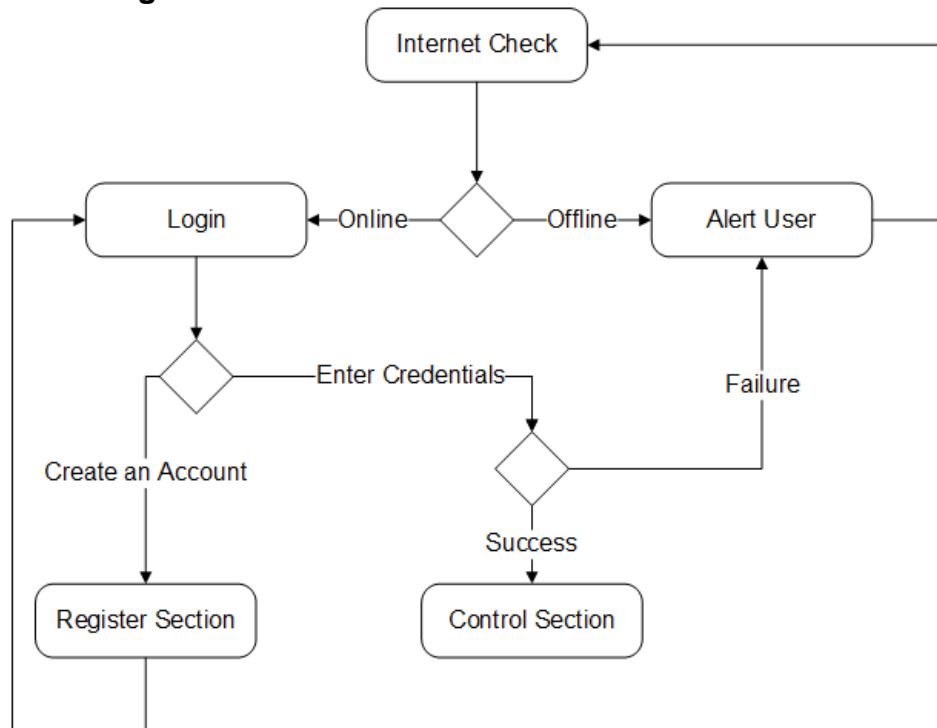 Internet Check
Login
Online
Offline
Alert User
Enter Credentials
Failure
Create an Account
Success
Register Section
Control Section